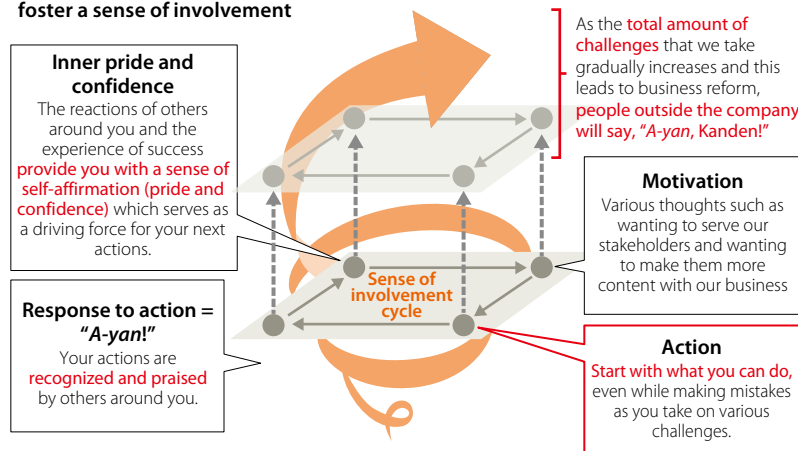 foster a sense of involvement
Inner pride and
confidence
The reactions of others
around you and the
experience of success
provide you with a sense of
self-affirmation (pride and
confidence) which serves as
a driving force for your next
actions.
Response to action =
“A-yan!”
Your actions are
recognized and praised
by others around you.
Sense of
involvement
cycle
As the total amount of
challenges that we take
gradually increases and this
leads to business reform,
people outside the company
will say, “A-yan, Kanden!”
Motivation
Various thoughts such as
wanting to serve our
stakeholders and wanting
to make them more
content with our business
Action
Start with what you can do,
even while making mistakes
as you take on various
challenges.